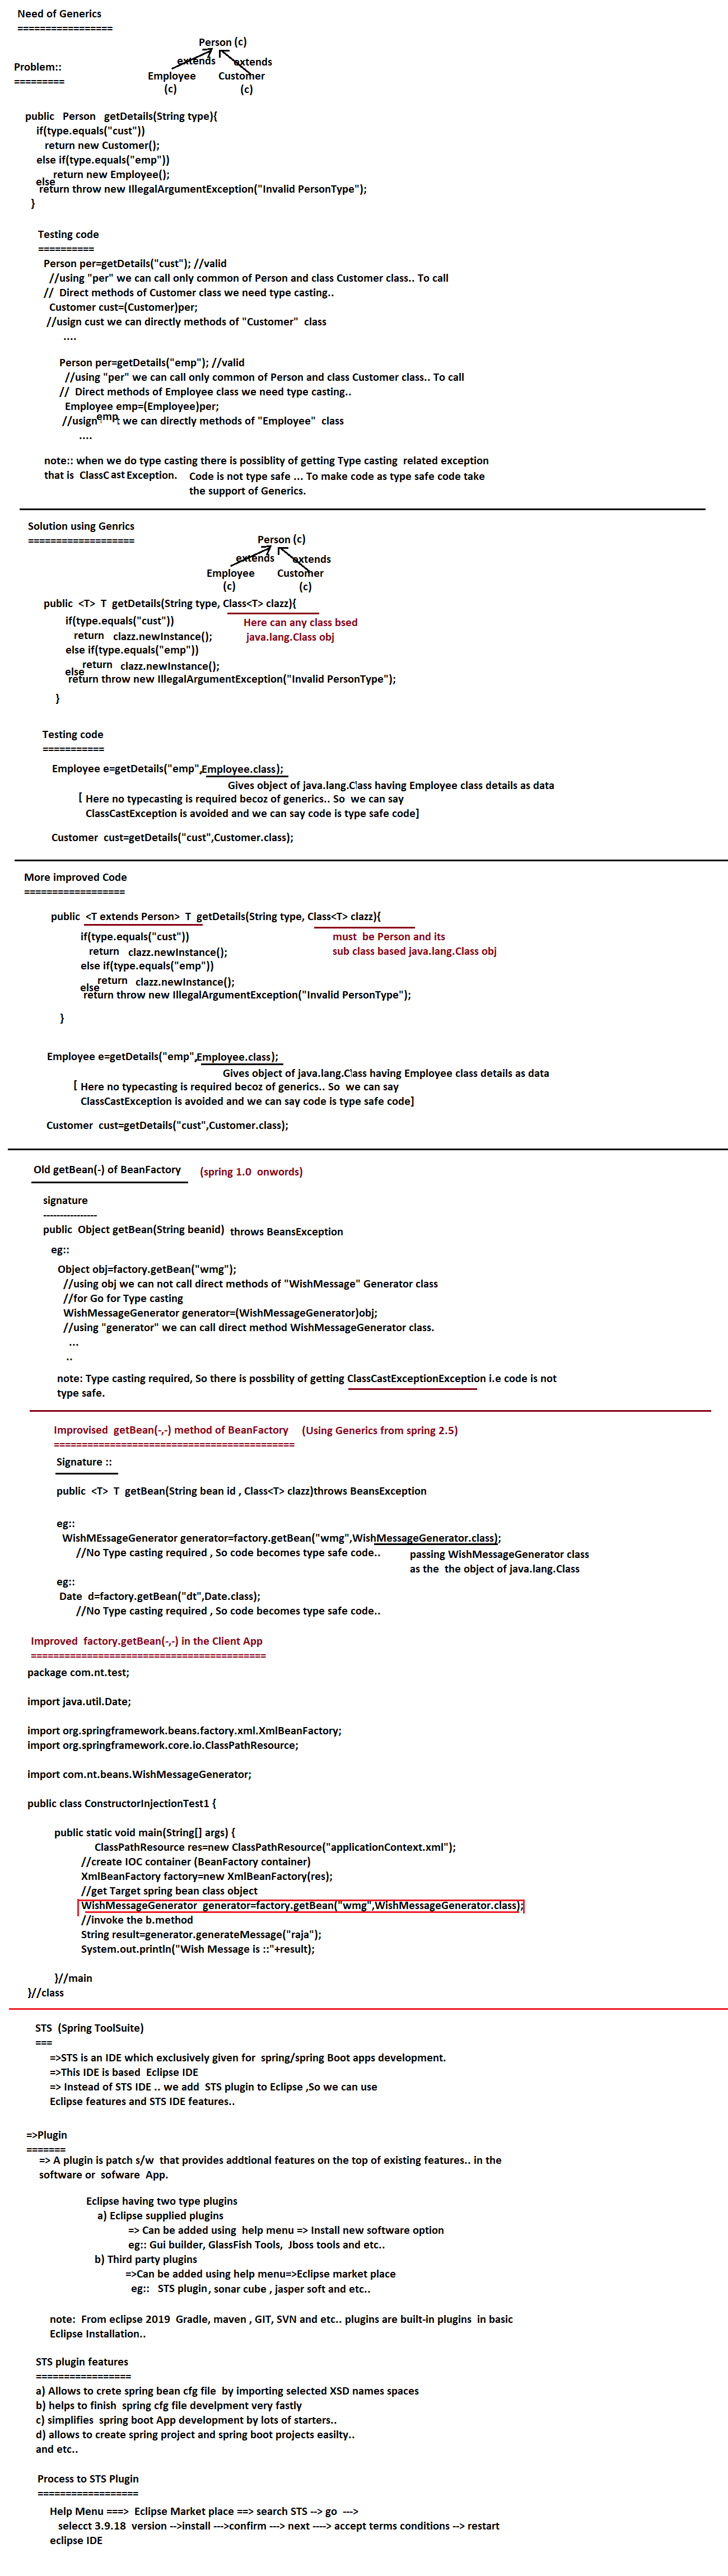 Need of Generics
=================
Person (c)
extends extends
Problem::
=========
Employee Customer
(c) (c)
public Person getDetails(String type){
if(type.equals("cust"))
return new Customer();
else if(type.equals("emp"))
return new Employee();
else
return throw new IllegalArgumentException("Invalid PersonType");
}
Testing code
==========
Person per=getDetails("cust"); //valid
//using "per" we can call only common of Person and class Customer class.. To call
// Direct methods of Customer class we need type casting..
Customer cust=(Customer)per;
//usign cust we can directly methods of "Customer" class
....
Person per=getDetails("emp"); //valid
//using "per" we can call only common of Person and class Customer class.. To call
// Direct methods of Employee class we need type casting..
Employee emp=(Employee)per;
//usign emp. we can directly methods of "Employee" class
....
note:: when we do type casting there is possiblity of getting Type casting related exception
that is ClassCast Exception. Code is not type safe ... To make code as type safe code take
the support of Generics.
Solution using Genrics
===================
Person (c)
extends extends
Employee Customer
(c) (c)
public <T> T getDetails(String type, Class<T> clazz){
if(type.equals("cust")) Here can any class bsed
return clazz.newInstance(); java.lang.Class obj
else if(type.equals("emp"))
return clazz.newInstance();
else
return throw new IllegalArgumentException("Invalid PersonType");
}
Testing code
===========
Employee e=getDetails("emp",Employee.class);
Gives object of java.lang.Class having Employee class details as data
[ Here no typecasting is required becoz of generics.. So we can say
ClassCastException is avoided and we can say code is type safe code]
Customer cust=getDetails("cust",Customer.class);
More improved Code
==================
public <T extends Person> T getDetails(String type, Class<T> clazz){
if(type.equals("cust")) must be Person and its
return clazz.newInstance(); sub class based java.lang.Class obj
else if(type.equals("emp"))
return clazz.newInstance();
else
return throw new IllegalArgumentException("Invalid PersonType");
}
Employee e=getDetails("emp",Employee.class);
Gives object of java.lang.Class having Employee class details as data
[ Here no typecasting is required becoz of generics.. So we can say
ClassCastException is avoided and we can say code is type safe code]
Customer cust=getDetails("cust",Customer.class);
Old getBean(-) of BeanFactory (spring 1.0 onwords)
signature
----------------
public Object getBean(String beanid) throws BeansException
eg::
Object obj=factory.getBean("wmg");
//using obj we can not call direct methods of "WishMessage" Generator class
//for Go for Type casting
WishMessageGenerator generator=(WishMessageGenerator)obj;
//using "generator" we can call direct method WishMessageGenerator class.
...
..
note: Type casting required, So there is possbility of getting ClassCastExceptionException i.e code is not
type safe.
Improvised getBean(-,-) method of BeanFactory (Using Generics from spring 2.5)
===========================================
Signature ::
public <T> T getBean(String bean id , Class<T> clazz)throws BeansException
eg::
WishMEssageGenerator generator=factory.getBean("wmg",WishMessageGenerator.class);
//No Type casting required , So code becomes type safe code.. passing WishMessageGenerator class
as the the object of java.lang.Class
eg::
Date d=factory.getBean("dt",Date.class);
//No Type casting required , So code becomes type safe code..
Improved factory.getBean(-,-) in the Client App
==========================================
package com.nt.test;
import java.util.Date;
import org.springframework.beans.factory.xml.XmlBeanFactory;
import org.springframework.core.io.ClassPathResource;
import com.nt.beans.WishMessageGenerator;
public class ConstructorInjectionTest1 {
public static void main(String[] args) {
ClassPathResource res=new ClassPathResource("applicationContext.xml");
//create IOC container (BeanFactory container)
XmlBeanFactory factory=new XmlBeanFactory(res);
//get Target spring bean class object
WishMessageGenerator generator=factory.getBean("wmg",WishMessageGenerator.class);
//invoke the b.method
String result=generator.generateMessage("raja");
System.out.println("Wish Message is ::"+result);
}//main
}//class
STS (Spring ToolSuite)
===
=>STS is an IDE which exclusively given for spring/spring Boot apps development.
=>This IDE is based Eclipse IDE
=> Instead of STS IDE .. we add STS plugin to Eclipse ,So we can use
Eclipse features and STS IDE features..
=>Plugin
=======
=> A plugin is patch s/w that provides addtional features on the top of existing features.. in the
software or sofware App.
Eclipse having two type plugins
a) Eclipse supplied plugins
=> Can be added using help menu => Install new software option
eg:: Gui builder, GlassFish Tools, Jboss tools and etc..
b) Third party plugins
=>Can be added using help menu=>Eclipse market place
eg:: STS plugin , sonar cube , jasper soft and etc..
note: From eclipse 2019 Gradle, maven , GIT, SVN and etc.. plugins are built-in plugins in basic
Eclipse Installation..
STS plugin features
=================
a) Allows to crete spring bean cfg file by importing selected XSD names spaces
b) helps to finish spring cfg file develpment very fastly
c) simplifies spring boot App development by lots of starters..
d) allows to create spring project and spring boot projects easilty..
and etc..
Process to STS Plugin
==================
Help Menu ===> Eclipse Market place ==> search STS --> go --->
selecct 3.9.18 version -->install --->confirm ---> next ----> accept terms conditions --> restart
eclipse IDE